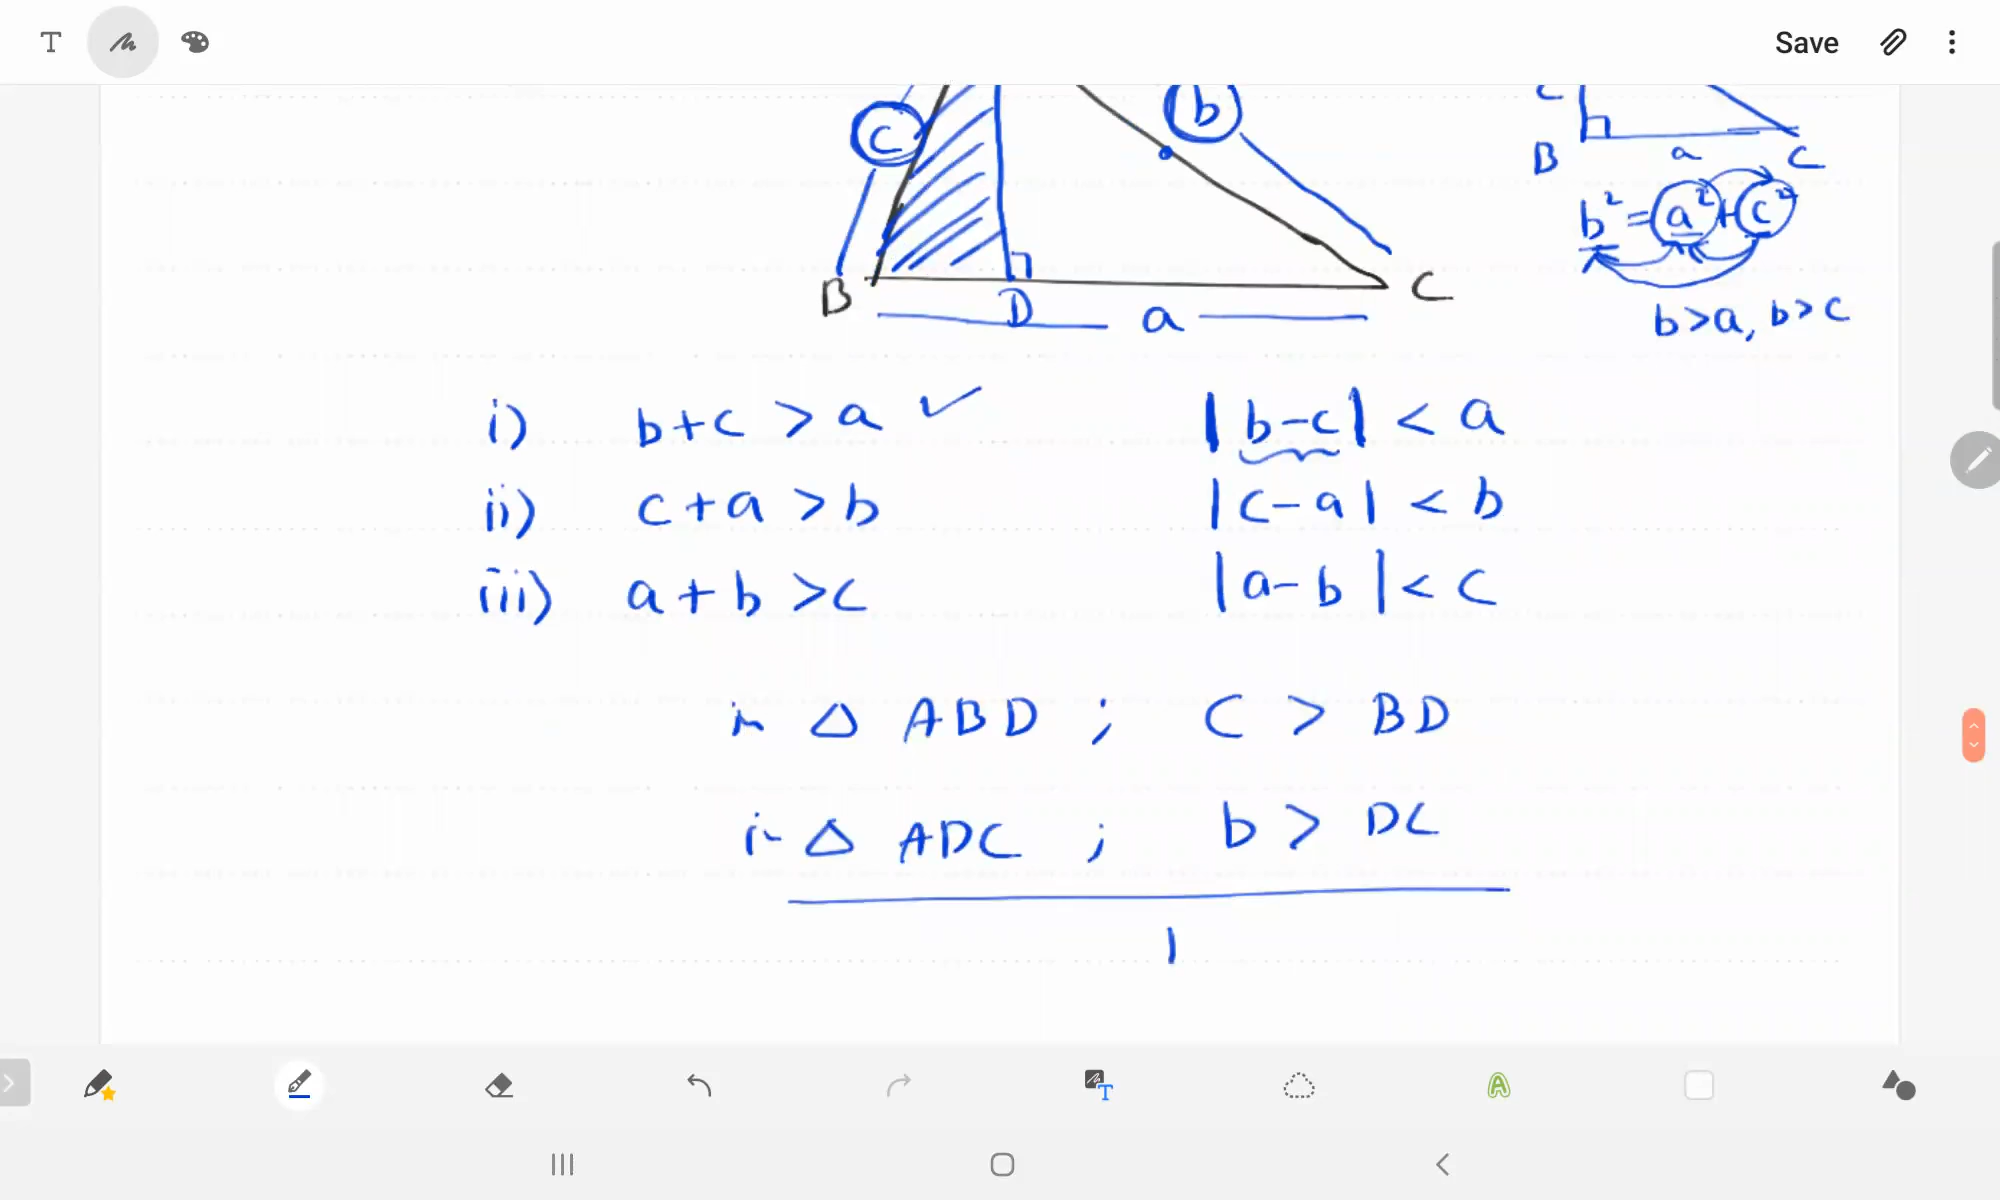 Save
c
b
B
D
a
C
C
B
a
C
b² = a² + c²
b > a, b > c
i) b + c > a ✓ |b - c| < a
ii) c + a > b |c - a| < b
iii) a + b > c |a - b| < c
in △ ABD ; C > BD
in △ ADC ; b > DC